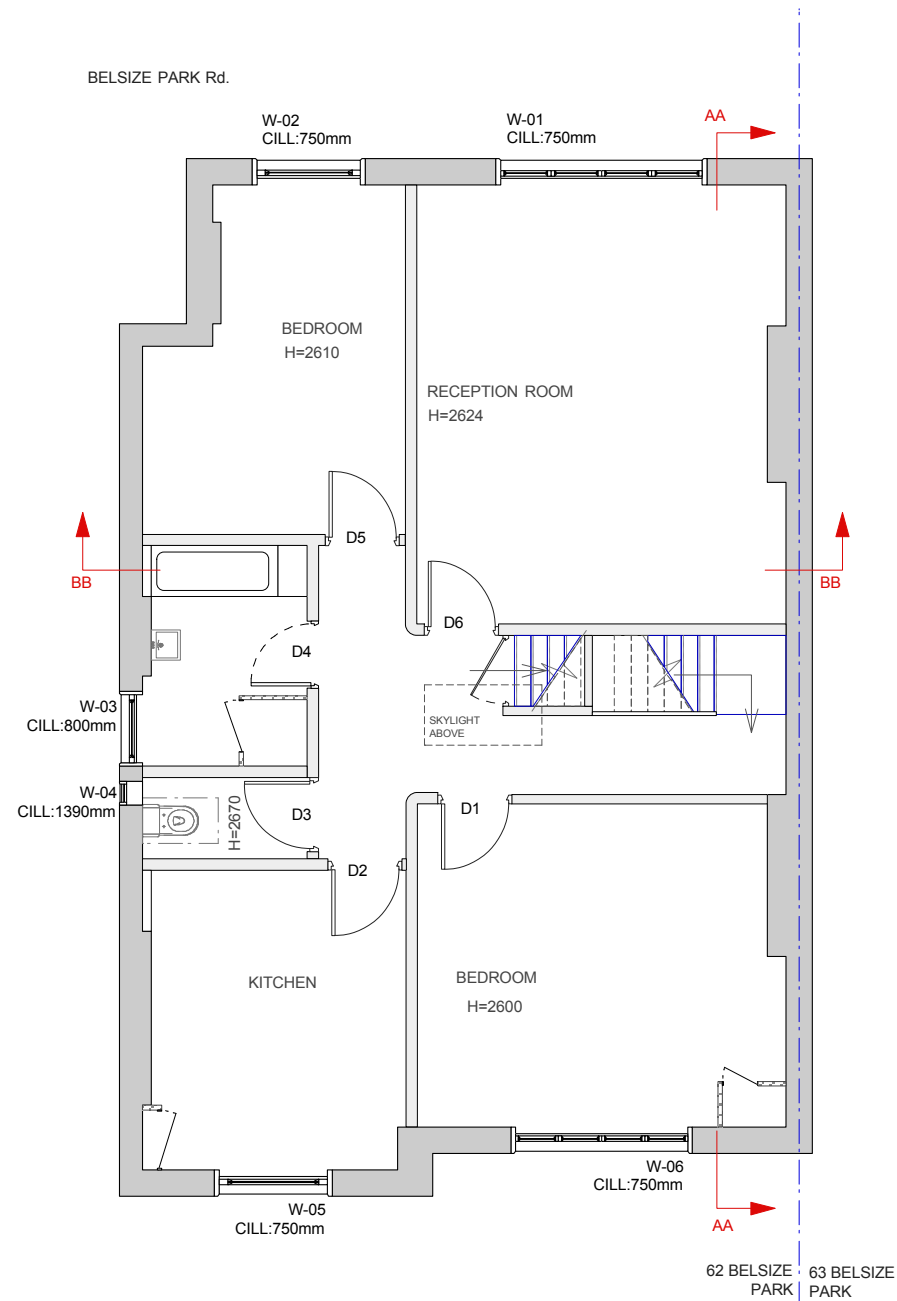 BELSIZE PARK Rd.
W-02
CILL:750mm
W-01
CILL:750mm
AA
BEDROOM
H=2610
RECEPTION ROOM
H=2624
BB
BB
D5
D6
D4
SKYLIGHT
ABOVE
W-03
CILL:800mm
W-04
CILL:1390mm
H=2670
D3
D1
D2
KITCHEN
BEDROOM
H=2600
W-06
CILL:750mm
W-05
CILL:750mm
AA
62 BELSIZE
PARK
63 BELSIZE
PARK